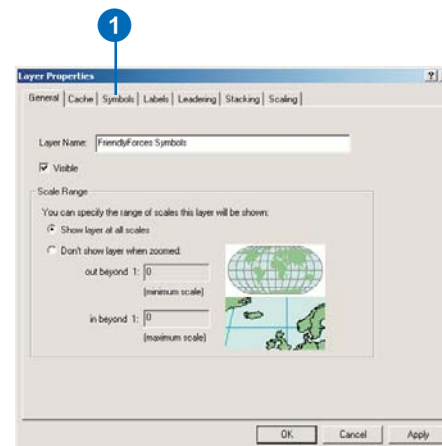 1
Layer Properties
?
General Cache Symbols Labels Leadering Stacking Scaling
Layer Name: FriendlyForces Symbols
Visible
Scale Range
You can specify the range of scales this layer will be shown:
Show layer at all scales
Don't show layer when zoomed:
out beyond 1: 0
(minimum scale)
in beyond 1: 0
(maximum scale)
OK Cancel Apply